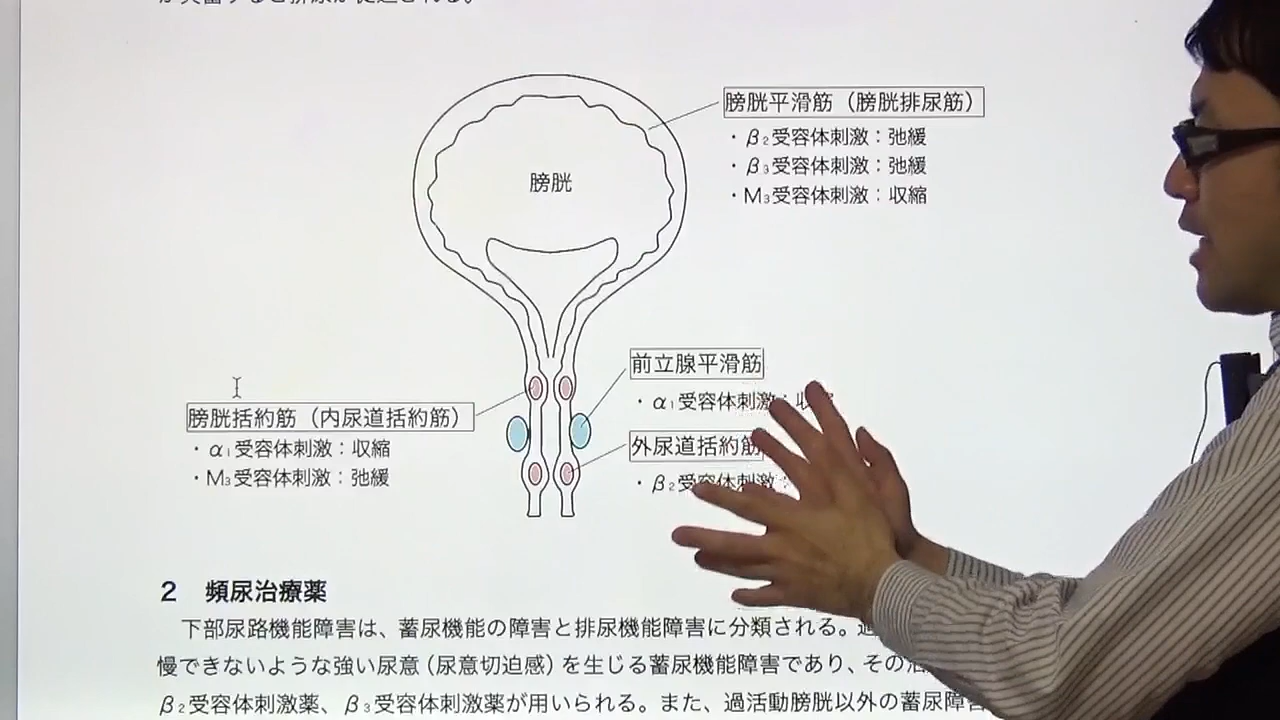 膀胱平滑筋（膀胱排尿筋）
・β₂受容体刺激：弛緩
・β₃受容体刺激：弛緩
・M₃受容体刺激：収縮
膀胱
前立腺平滑筋
・α₁受容体刺激：収縮
膀胱括約筋（内尿道括約筋）
・α₁受容体刺激：収縮
・M₃受容体刺激：弛緩
外尿道括約筋
・β₂受容体刺激：
2 頻尿治療薬
下部尿路機能障害は、蓄尿機能の障害と排尿機能障害に分類される。
慢できないような強い尿意（尿意切迫感）を生じる蓄尿機能障害であり、その
β₂受容体刺激薬、β₃受容体刺激薬が用いられる。また、過活動膀胱以外の蓄尿障害